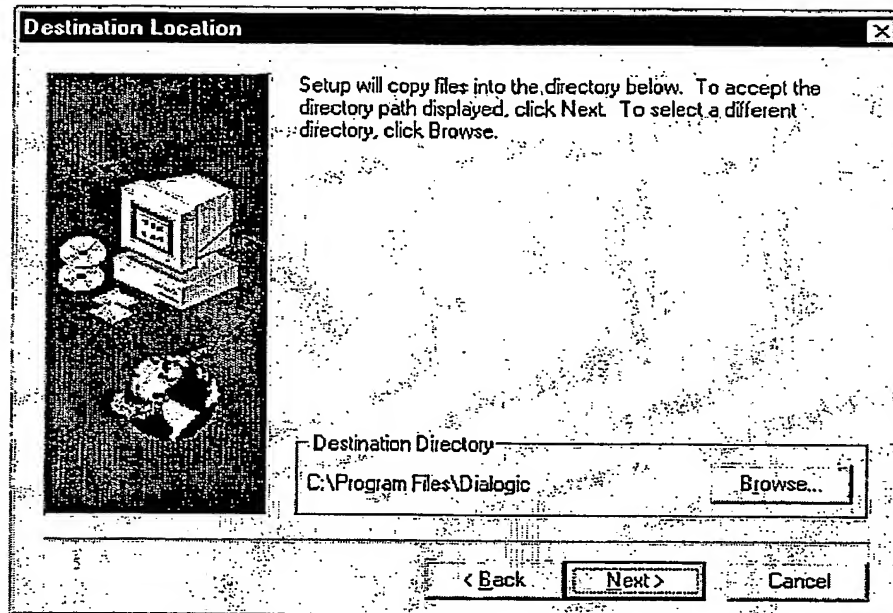 Destination Location
Setup will copy files into the directory below. To accept the
directory path displayed, click Next. To select a different
directory, click Browse.
Destination Directory
C:\Program Files\Dialogic
Browse...
< Back
Next >
Cancel